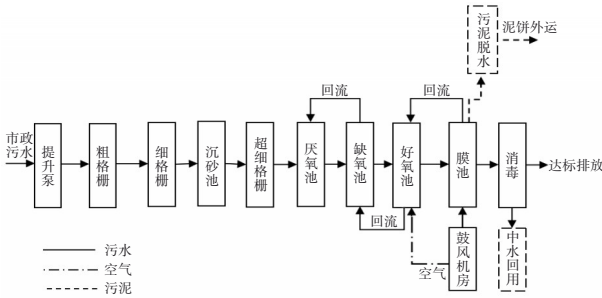 污泥脱水
泥饼外运
回流
回流
市政
污水
提升泵
粗格栅
细格栅
沉砂池
超细格栅
厌氧池
缺氧池
好氧池
膜池
消毒
达标排放
回流
空气
鼓风机房
中水回用
污水
空气
污泥